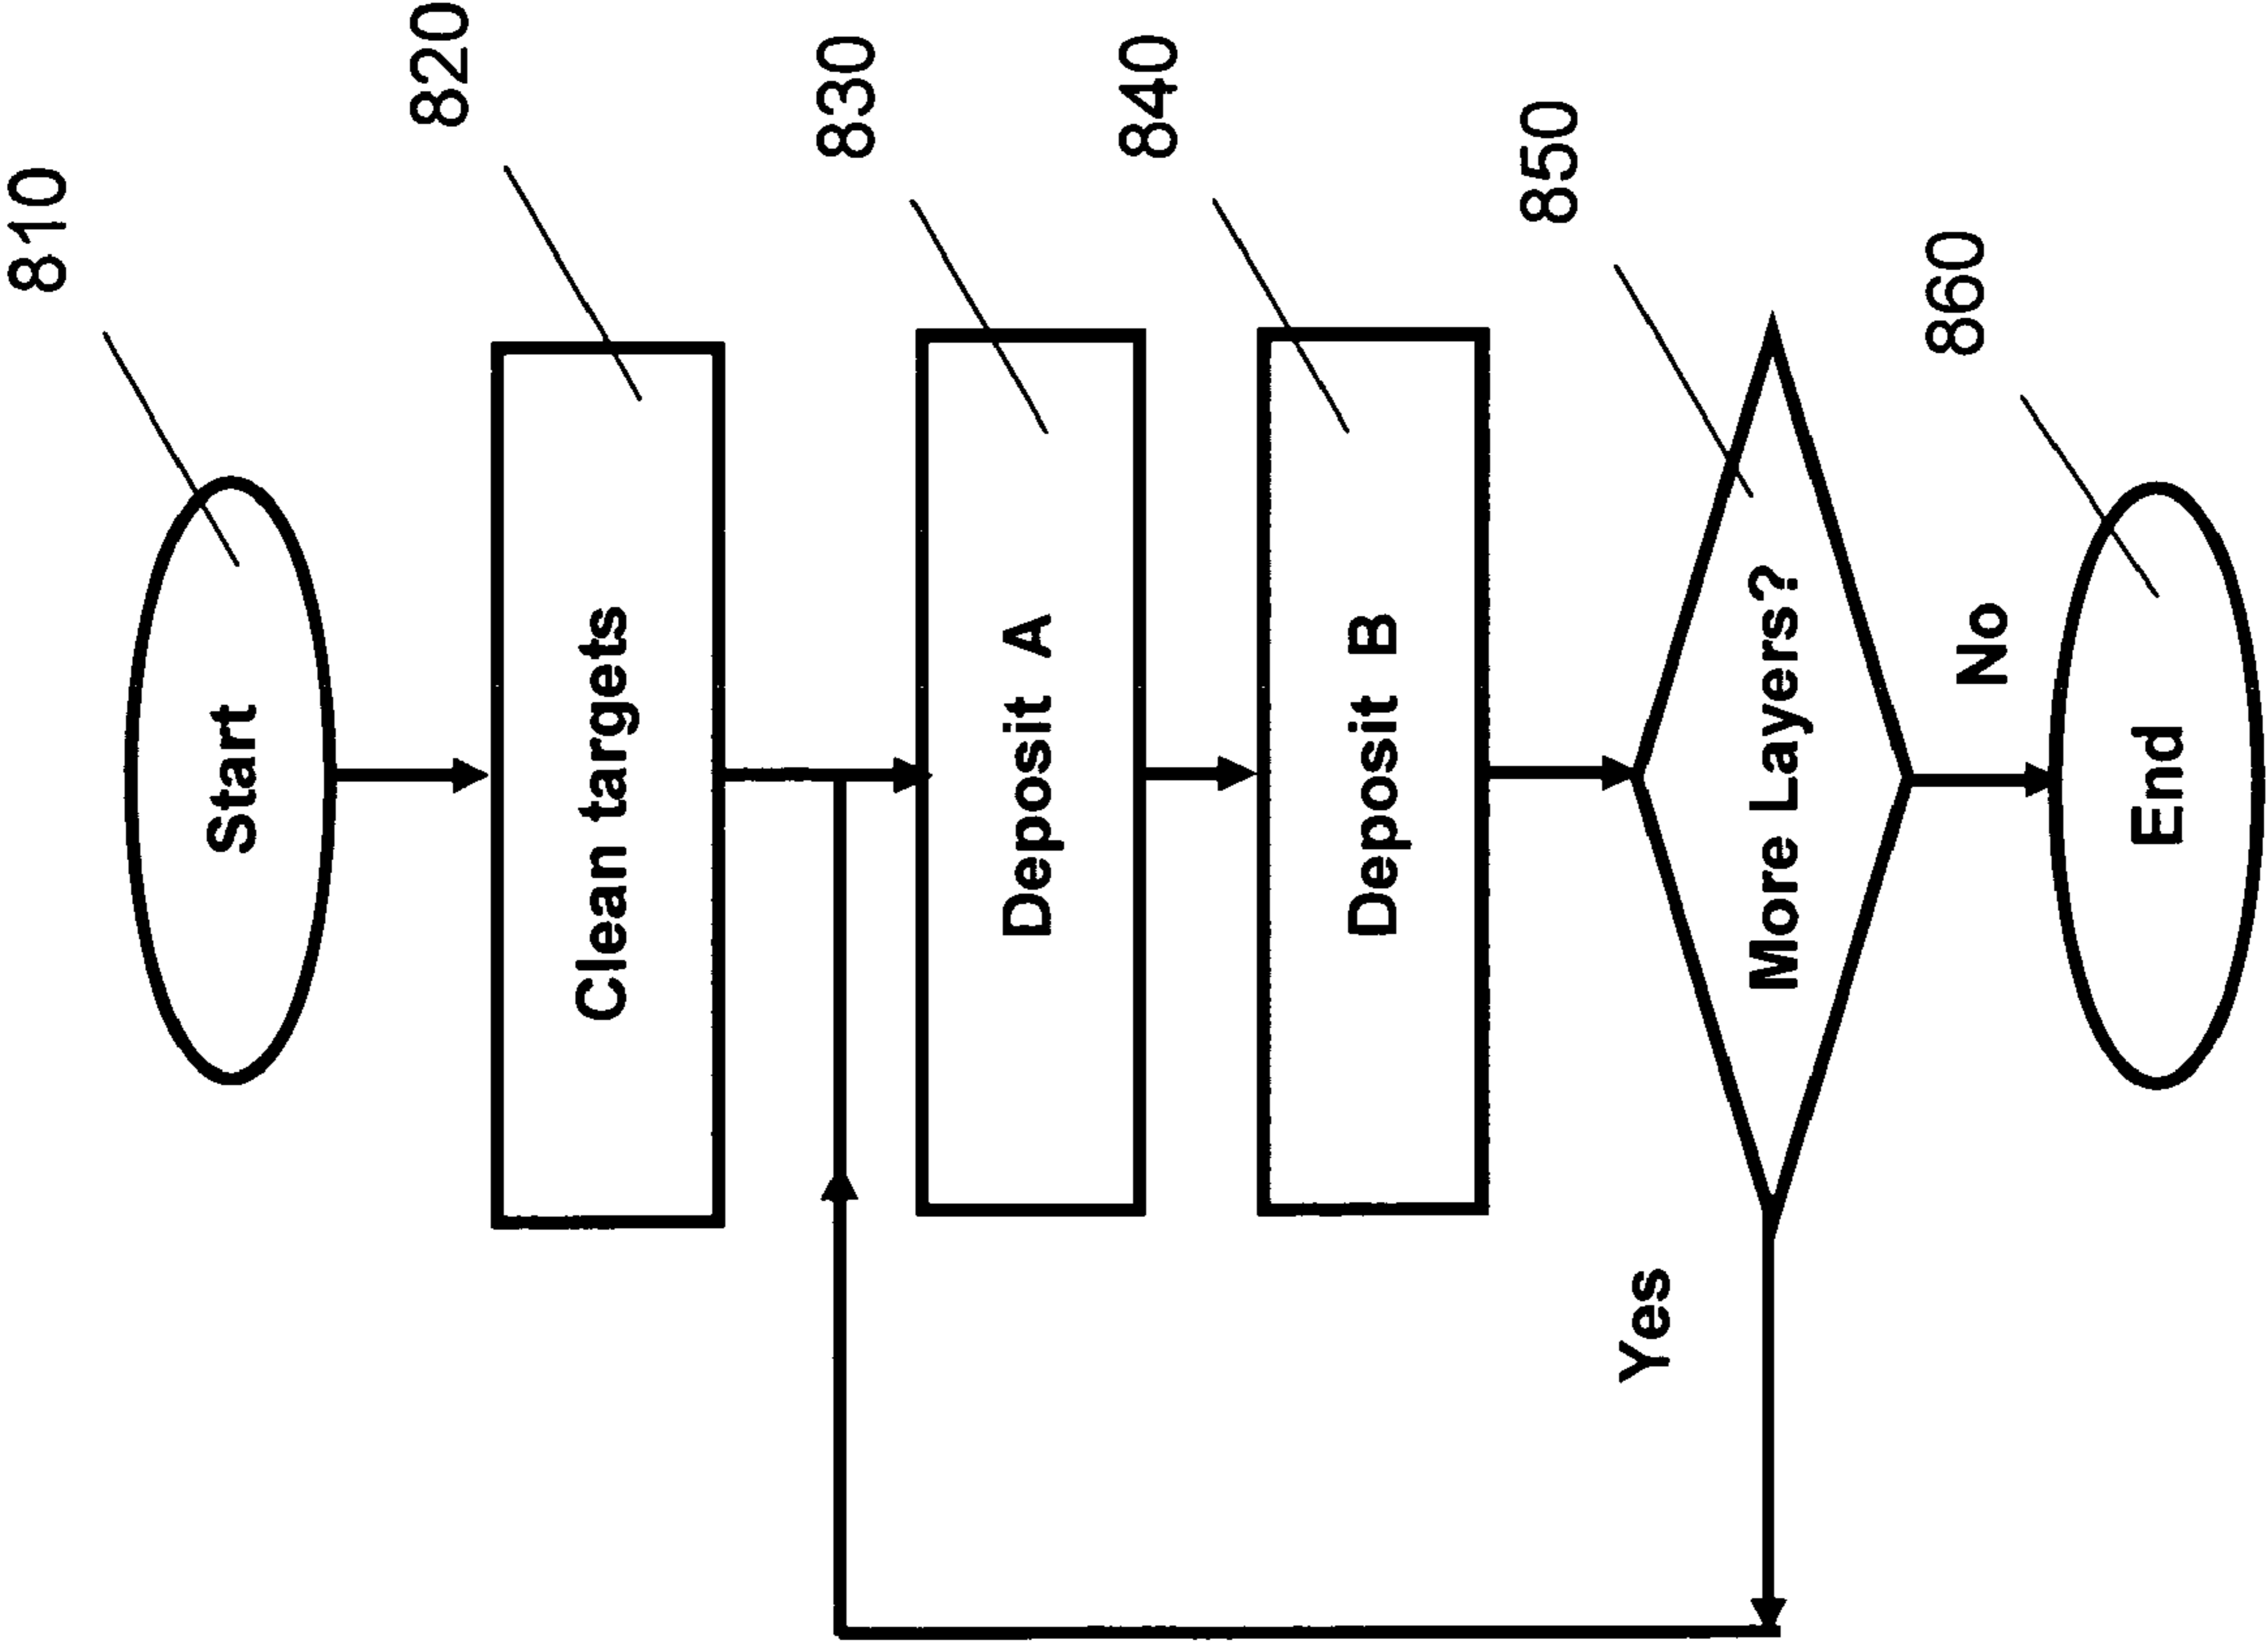 810
Start
820
Clean targets
830
Deposit A
840
Deposit B
850
More Layers?
Yes
No
860
End